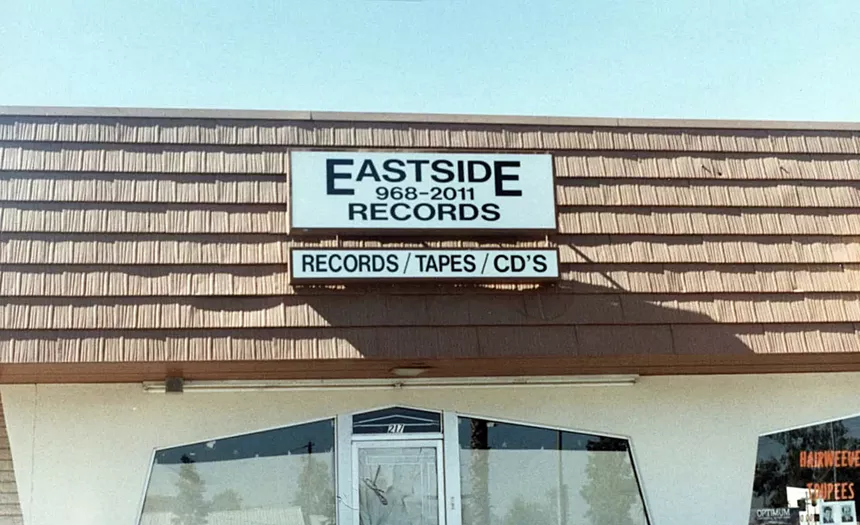 EASTSIDE
968-2011
RECORDS
RECORDS/TAPES/CD'S
217
HAIRWEEVE
TOUPEES
OPTIMUM